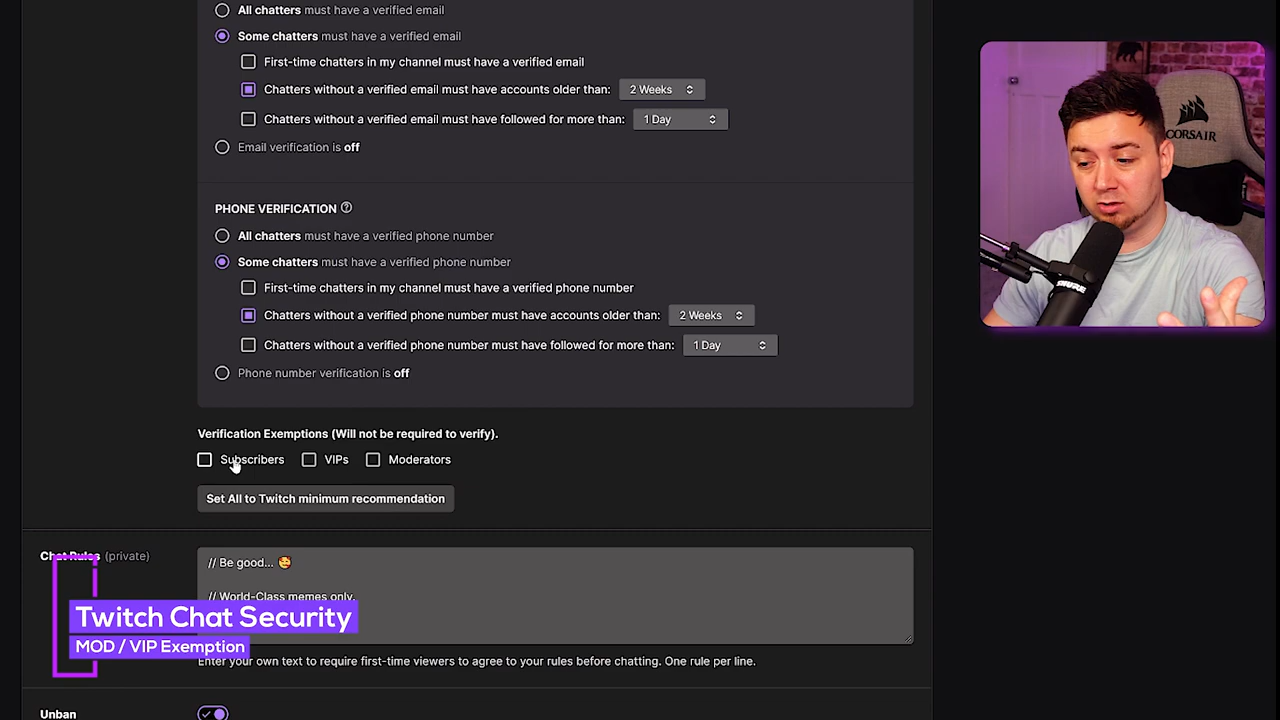 All chatters must have a verified email
Some chatters must have a verified email
First-time chatters in my channel must have a verified email
Chatters without a verified email must have accounts older than: 2 Weeks
Chatters without a verified email must have followed for more than: 1 Day
Email verification is off
PHONE VERIFICATION ?
All chatters must have a verified phone number
Some chatters must have a verified phone number
First-time chatters in my channel must have a verified phone number
Chatters without a verified phone number must have accounts older than: 2 Weeks
Chatters without a verified phone number must have followed for more than: 1 Day
Phone number verification is off
Verification Exemptions (Will not be required to verify).
Subscribers VIPs Moderators
Set All to Twitch minimum recommendation
Chat Rules (private)
// Be good... 🥰
// World-Class memes only.
Twitch Chat Security
MOD / VIP Exemption
Enter your own text to require first-time viewers to agree to your rules before chatting. One rule per line.
Unban
CORSAIR
SHURE